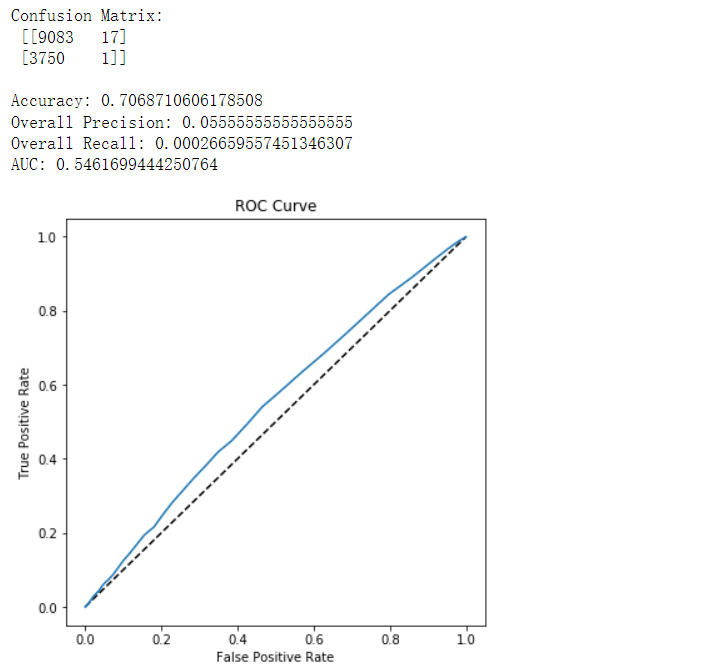 Confusion Matrix:
[[9083 17]
[3750 1]]
Accuracy: 0.7068710606178508
Overall Precision: 0.05555555555555555
Overall Recall: 0.00026659557451346307
AUC: 0.5461699444250764
ROC Curve
1.0
0.8
0.6
0.4
0.2
0.0
True Positive Rate
0.0 0.2 0.4 0.6 0.8 1.0
False Positive Rate